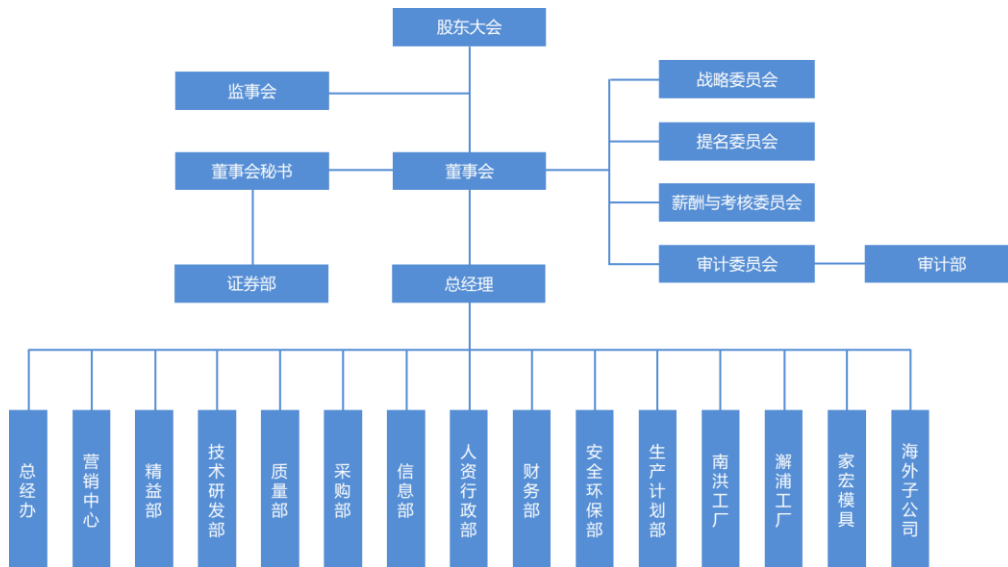 股东大会
监事会
战略委员会
提名委员会
董事会秘书
董事会
薪酬与考核委员会
审计委员会
审计部
证券部
总经理
总经办
营销中心
精益部
技术研发部
质量部
采购部
信息部
人资行政部
财务部
安全环保部
生产计划部
南洪工厂
澥浦工厂
家宏模具
海外子公司